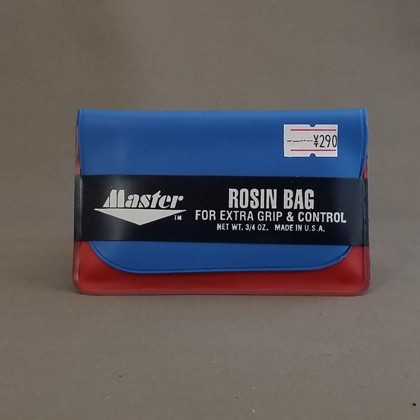 ¥290
Master
TM
ROSIN BAG
FOR EXTRA GRIP & CONTROL
NET WT. 3/4 OZ. MADE IN U.S.A.